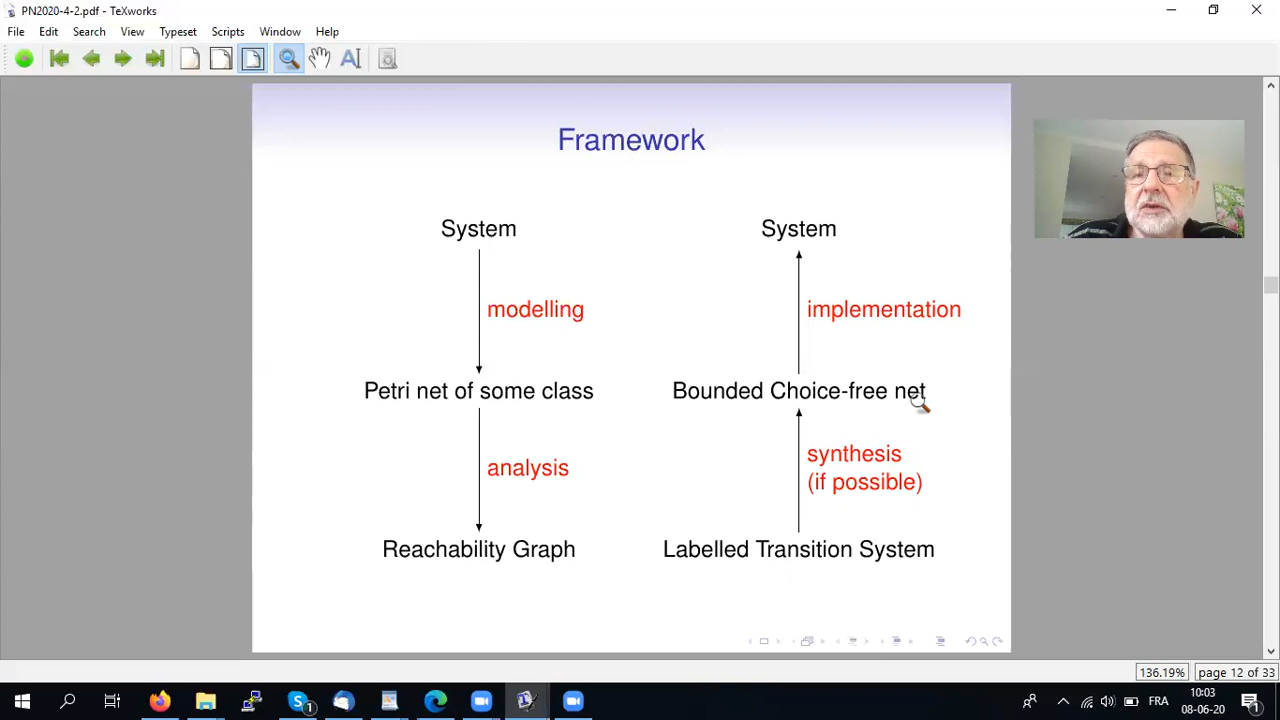 PN2020-4-2.pdf - TeXworks
File Edit Search View Typeset Scripts Window Help
Framework
System
modelling
Petri net of some class
analysis
Reachability Graph
System
implementation
Bounded Choice-free net
synthesis
(if possible)
Labelled Transition System
136.19% page 12 of 33
1
FRA
10:03
08-06-20